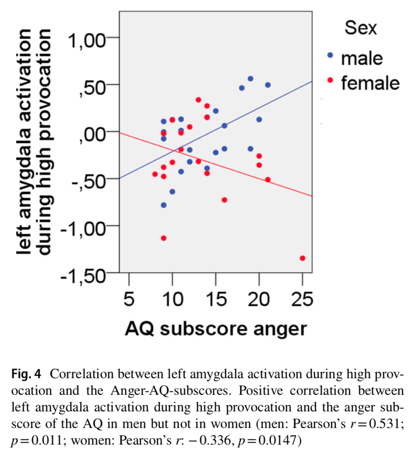 Sex
male
female
left amygdala activation
during high provocation
1,00
,50
,00
-,50
-1,00
-1,50
5 10 15 20 25
AQ subscore anger
Fig. 4 Correlation between left amygdala activation during high prov-
ocation and the Anger-AQ-subscores. Positive correlation between
left amygdala activation during high provocation and the anger sub-
score of the AQ in men but not in women (men: Pearson's r = 0.531;
p = 0.011; women: Pearson's r: − 0.336, p = 0.0147)